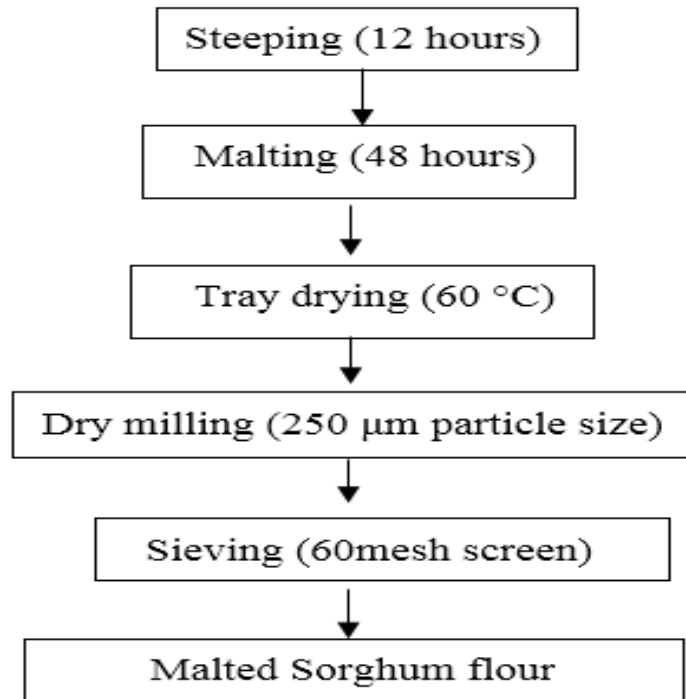 Steeping (12 hours)
Malting (48 hours)
Tray drying (60 °C)
Dry milling (250 μm particle size)
Sieving (60mesh screen)
Malted Sorghum flour